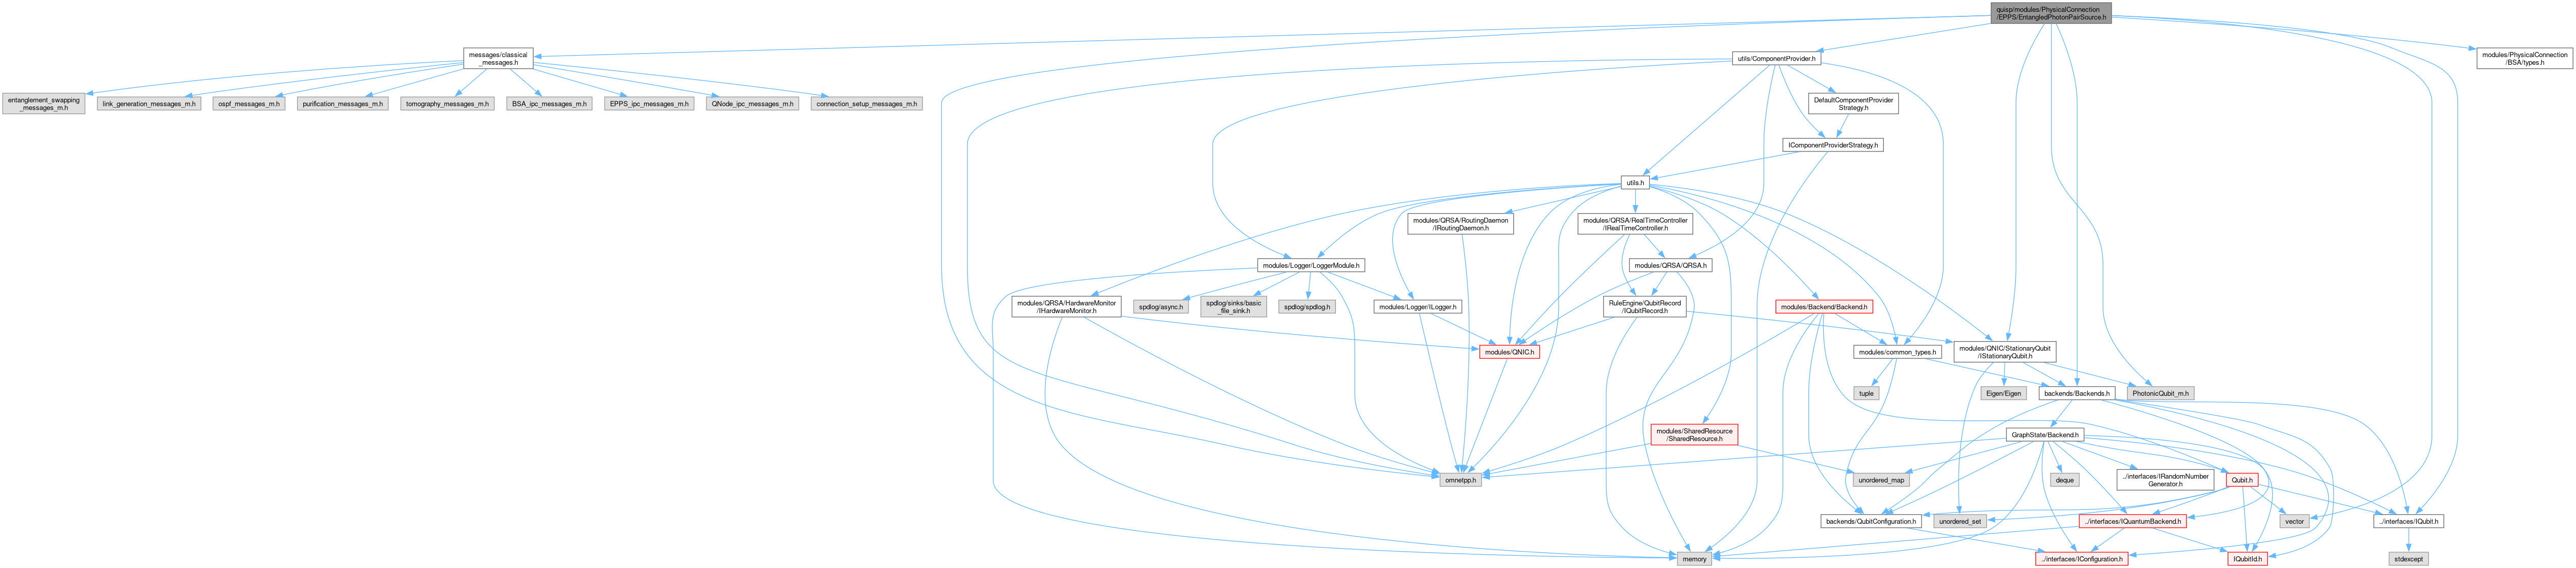 quisp/modules/PhysicalConnection
/EPPS/EntangledPhotonPairSource.h
messages/classical
_messages.h
utils/ComponentProvider.h
modules/PhysicalConnection
/BSA/types.h
entanglement_swapping
_messages_m.h
link_generation_messages_m.h
ospf_messages_m.h
purification_messages_m.h
tomography_messages_m.h
BSA_ipc_messages_m.h
EPPS_ipc_messages_m.h
QNode_ipc_messages_m.h
connection_setup_messages_m.h
DefaultComponentProvider
Strategy.h
IComponentProviderStrategy.h
utils.h
modules/QRSA/RoutingDaemon
/IRoutingDaemon.h
modules/QRSA/RealTimeController
/IRealTimeController.h
modules/Logger/LoggerModule.h
modules/QRSA/QRSA.h
modules/QRSA/HardwareMonitor
/IHardwareMonitor.h
spdlog/async.h
spdlog/sinks/basic
_file_sink.h
spdlog/spdlog.h
modules/Logger/ILogger.h
RuleEngine/QubitRecord
/IQubitRecord.h
modules/Backend/Backend.h
modules/QNIC.h
modules/common_types.h
modules/QNIC/StationaryQubit
/IStationaryQubit.h
tuple
Eigen/Eigen
backends/Backends.h
PhotonicQubit_m.h
modules/SharedResource
/SharedResource.h
GraphState/Backend.h
omnetpp.h
unordered_map
deque
../interfaces/IRandomNumber
Generator.h
Qubit.h
backends/QubitConfiguration.h
unordered_set
../interfaces/IQuantumBackend.h
vector
../interfaces/IQubit.h
memory
../interfaces/IConfiguration.h
IQubitId.h
stdexcept